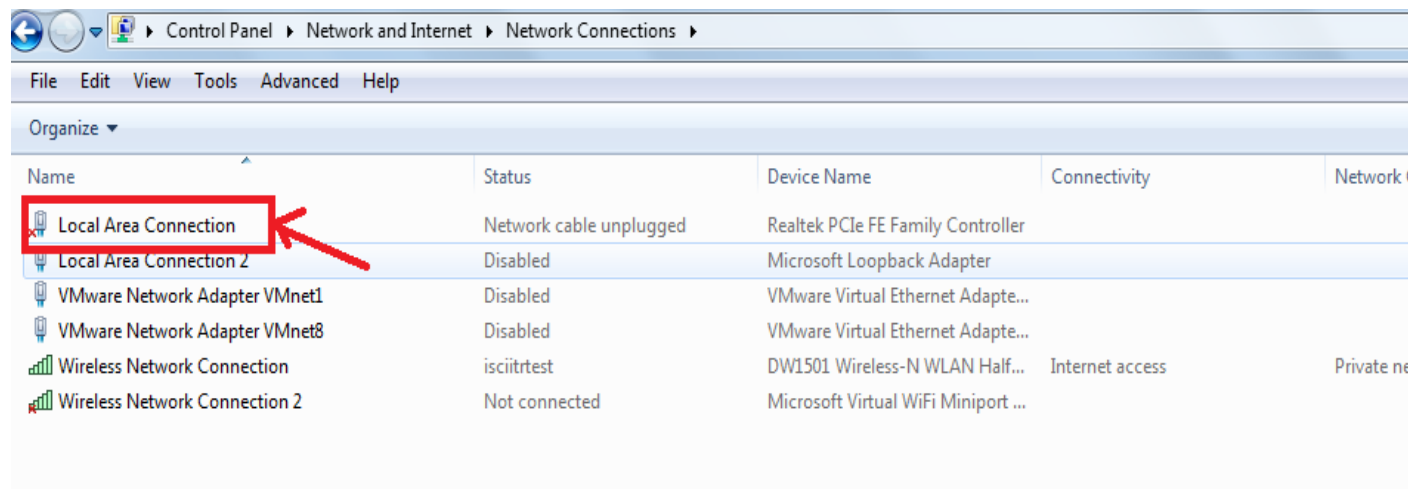 Control Panel Network and Internet Network Connections
File Edit View Tools Advanced Help
Organize
Name Status Device Name Connectivity Network
Local Area Connection Network cable unplugged Realtek PCIe FE Family Controller
Local Area Connection 2 Disabled Microsoft Loopback Adapter
VMware Network Adapter VMnet1 Disabled VMware Virtual Ethernet Adapte...
VMware Network Adapter VMnet8 Disabled VMware Virtual Ethernet Adapte...
Wireless Network Connection isciitrtest DW1501 Wireless-N WLAN Half... Internet access Private ne
Wireless Network Connection 2 Not connected Microsoft Virtual WiFi Miniport ...